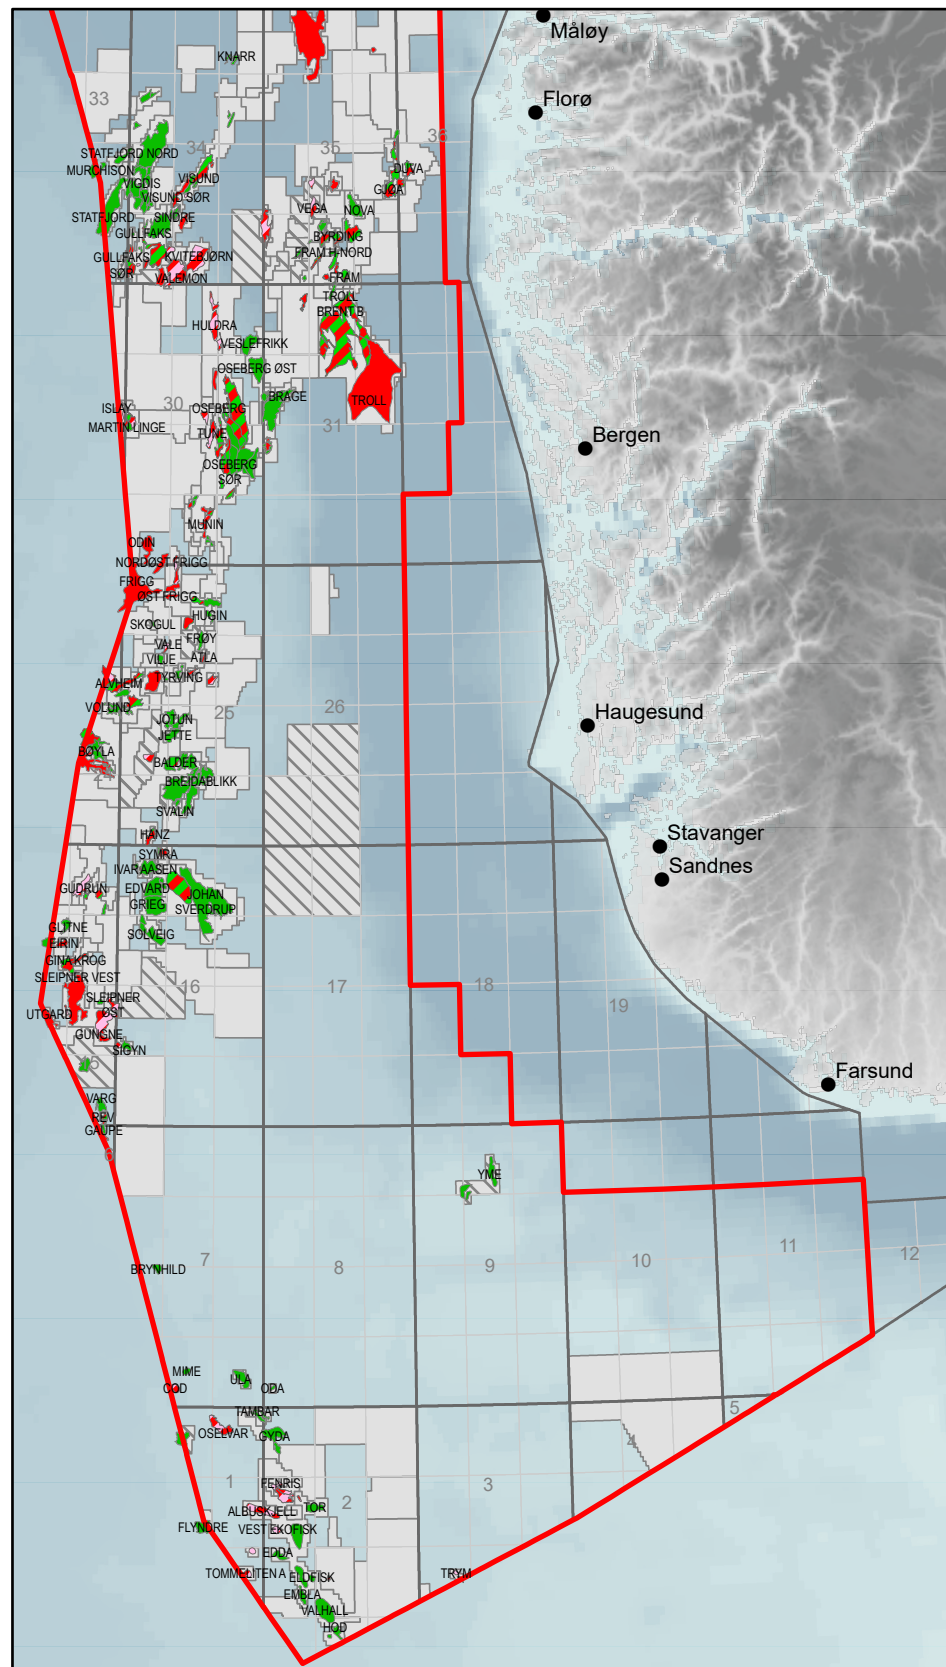 Måløy
KNARR
33
Florø
34
35
36
STATFJORD NORD
MURCHISON
VIGDIS
VISUND
VISUND SØR
DUVA
GJØA
STATFJORD
SINDRE
GULLFAKS
VEGA
NOVA
BYRDING
GULLFAKS
SØR
KVITEBJØRN
VALEMON
FRAM H-NORD
FRAM
TROLL
BRENT B
HULDRA
VESLEFRIKK
OSEBERG ØST
BRAGE
TROLL
ISLAY
30
OSEBERG
MARTIN LINGE
TUNE
31
Bergen
OSEBERG
SØR
MUNIN
ODIN
NORDØST FRIGG
FRIGG
ØST FRIGG
HUGIN
SKOGUL
FRØY
VALE
VILJE
ATLA
TYRVING
ALVHEIM
VOLUND
25
26
JOTUN
JETTE
Haugesund
BØYLA
BALDER
24
BREIDABLIKK
SVALIN
HANZ
Stavanger
SYMRA
IVAR AASEN
Sandnes
GUDRUN
EDVARD
GRIEG
JOHAN
SVERDRUP
GLITNE
EIRIN
SOLVEIG
GINA KROG
SLEIPNER VEST
16
17
18
19
SLEIPNER
ØST
UTGARD
GUNGNE
SIGYN
15
Farsund
VARG
REV
GAUPE
6
YME
BRYNHILD
7
8
9
10
11
12
MIME
COD
ULA
ODA
TAMBAR
OSELVAR
GYDA
5
4
1
2
3
FENRIS
ALBUSKJELL
TOR
FLYNDRE
VEST EKOFISK
EDDA
TOMMELITEN A
ELDFISK
TRYM
EMBLA
VALHALL
HOD